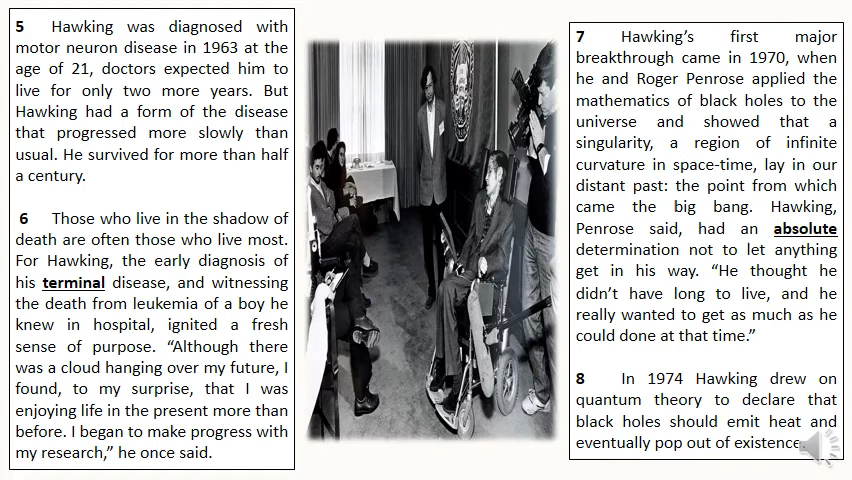 5 Hawking was diagnosed with
motor neuron disease in 1963 at the
age of 21, doctors expected him to
live for only two more years. But
Hawking had a form of the disease
that progressed more slowly than
usual. He survived for more than half
a century.
6 Those who live in the shadow of
death are often those who live most.
For Hawking, the early diagnosis of
his terminal disease, and witnessing
the death from leukemia of a boy he
knew in hospital, ignited a fresh
sense of purpose. “Although there
was a cloud hanging over my future, I
found, to my surprise, that I was
enjoying life in the present more than
before. I began to make progress with
my research,” he once said.
7 Hawking’s first major
breakthrough came in 1970, when
he and Roger Penrose applied the
mathematics of black holes to the
universe and showed that a
singularity, a region of infinite
curvature in space-time, lay in our
distant past: the point from which
came the big bang. Hawking,
Penrose said, had an absolute
determination not to let anything
get in his way. “He thought he
didn’t have long to live, and he
really wanted to get as much as he
could done at that time.”
8 In 1974 Hawking drew on
quantum theory to declare that
black holes should emit heat and
eventually pop out of existence.